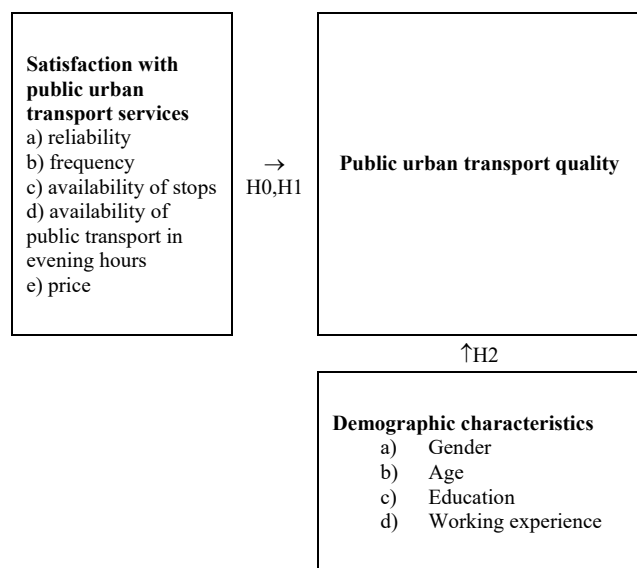 Satisfaction with
public urban
transport services
a) reliability
b) frequency
c) availability of stops
d) availability of
public transport in
evening hours
e) price
→
H0,H1
Public urban transport quality
↑H2
Demographic characteristics
a) Gender
b) Age
c) Education
d) Working experience